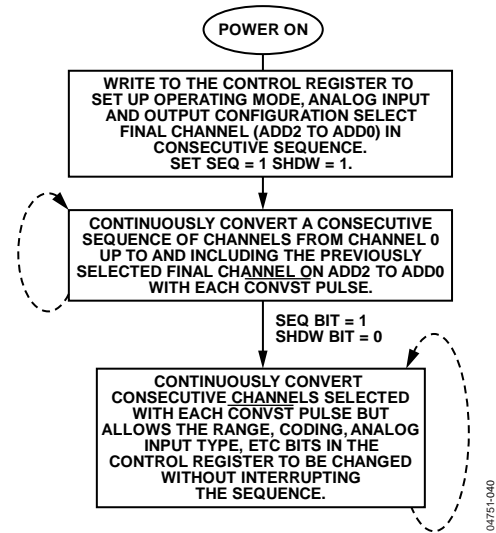 POWER ON
WRITE TO THE CONTROL REGISTER TO
SET UP OPERATING MODE, ANALOG INPUT
AND OUTPUT CONFIGURATION SELECT
FINAL CHANNEL (ADD2 TO ADD0) IN
CONSECUTIVE SEQUENCE.
SET SEQ = 1 SHDW = 1.
CONTINUOUSLY CONVERT A CONSECUTIVE
SEQUENCE OF CHANNELS FROM CHANNEL 0
UP TO AND INCLUDING THE PREVIOUSLY
SELECTED FINAL CHANNEL ON ADD2 TO ADD0
WITH EACH CONVST PULSE.
SEQ BIT = 1
SHDW BIT = 0
CONTINUOUSLY CONVERT
CONSECUTIVE CHANNELS SELECTED
WITH EACH CONVST PULSE BUT
ALLOWS THE RANGE, CODING, ANALOG
INPUT TYPE, ETC BITS IN THE
CONTROL REGISTER TO BE CHANGED
WITHOUT INTERRUPTING
THE SEQUENCE.
04751-040